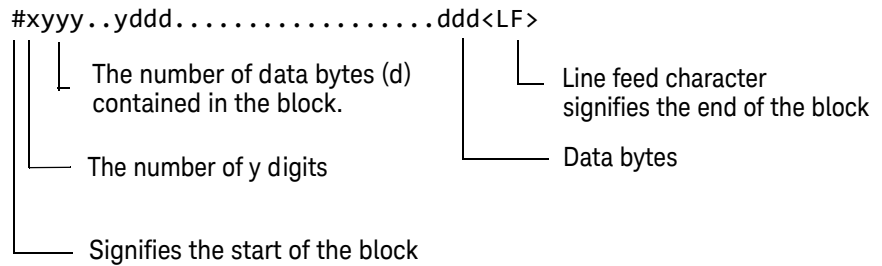 #xyyy..yddd..................ddd<LF>
The number of data bytes (d)
contained in the block.
Line feed character
signifies the end of the block
The number of y digits
Data bytes
Signifies the start of the block